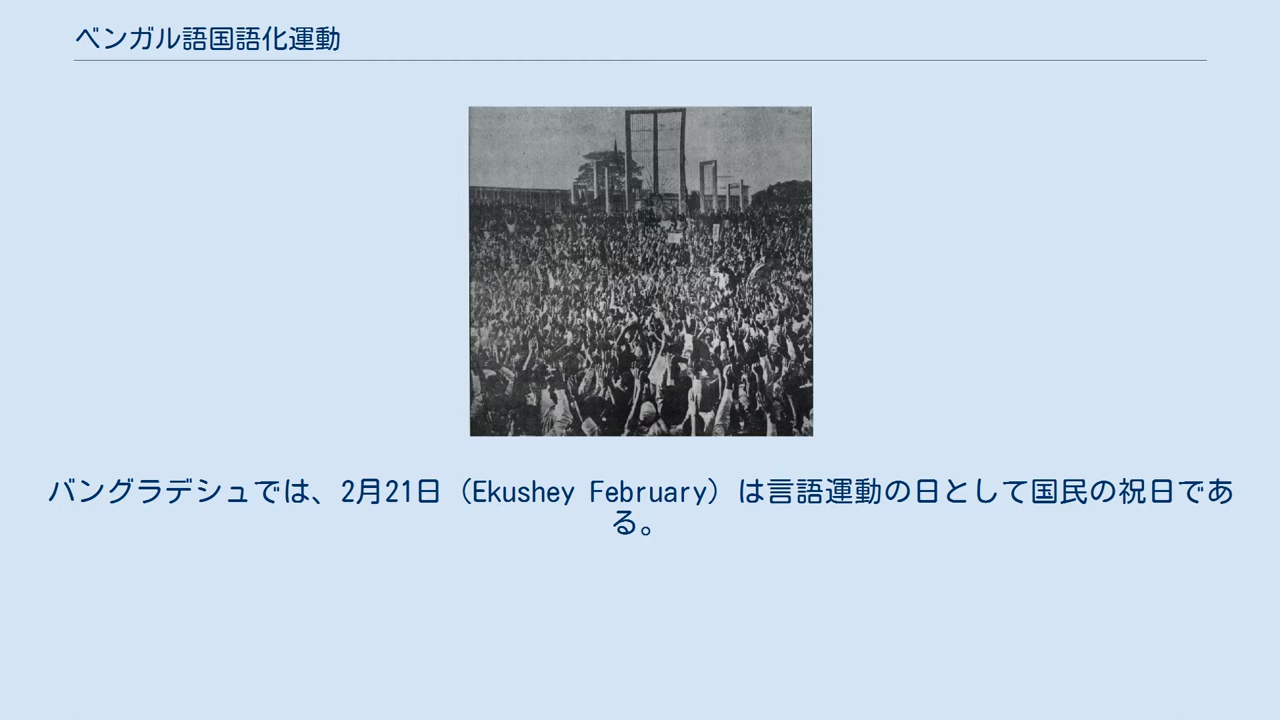 ベンガル語国語化運動
バングラデシュでは、2月21日（Ekushey February）は言語運動の日として国民の祝日であ
る。